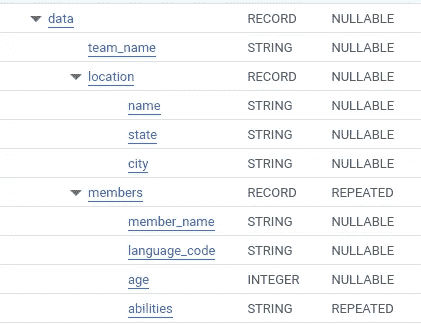 data RECORD NULLABLE
team_name STRING NULLABLE
location RECORD NULLABLE
name STRING NULLABLE
state STRING NULLABLE
city STRING NULLABLE
members RECORD REPEATED
member_name STRING NULLABLE
language_code STRING NULLABLE
age INTEGER NULLABLE
abilities STRING REPEATED